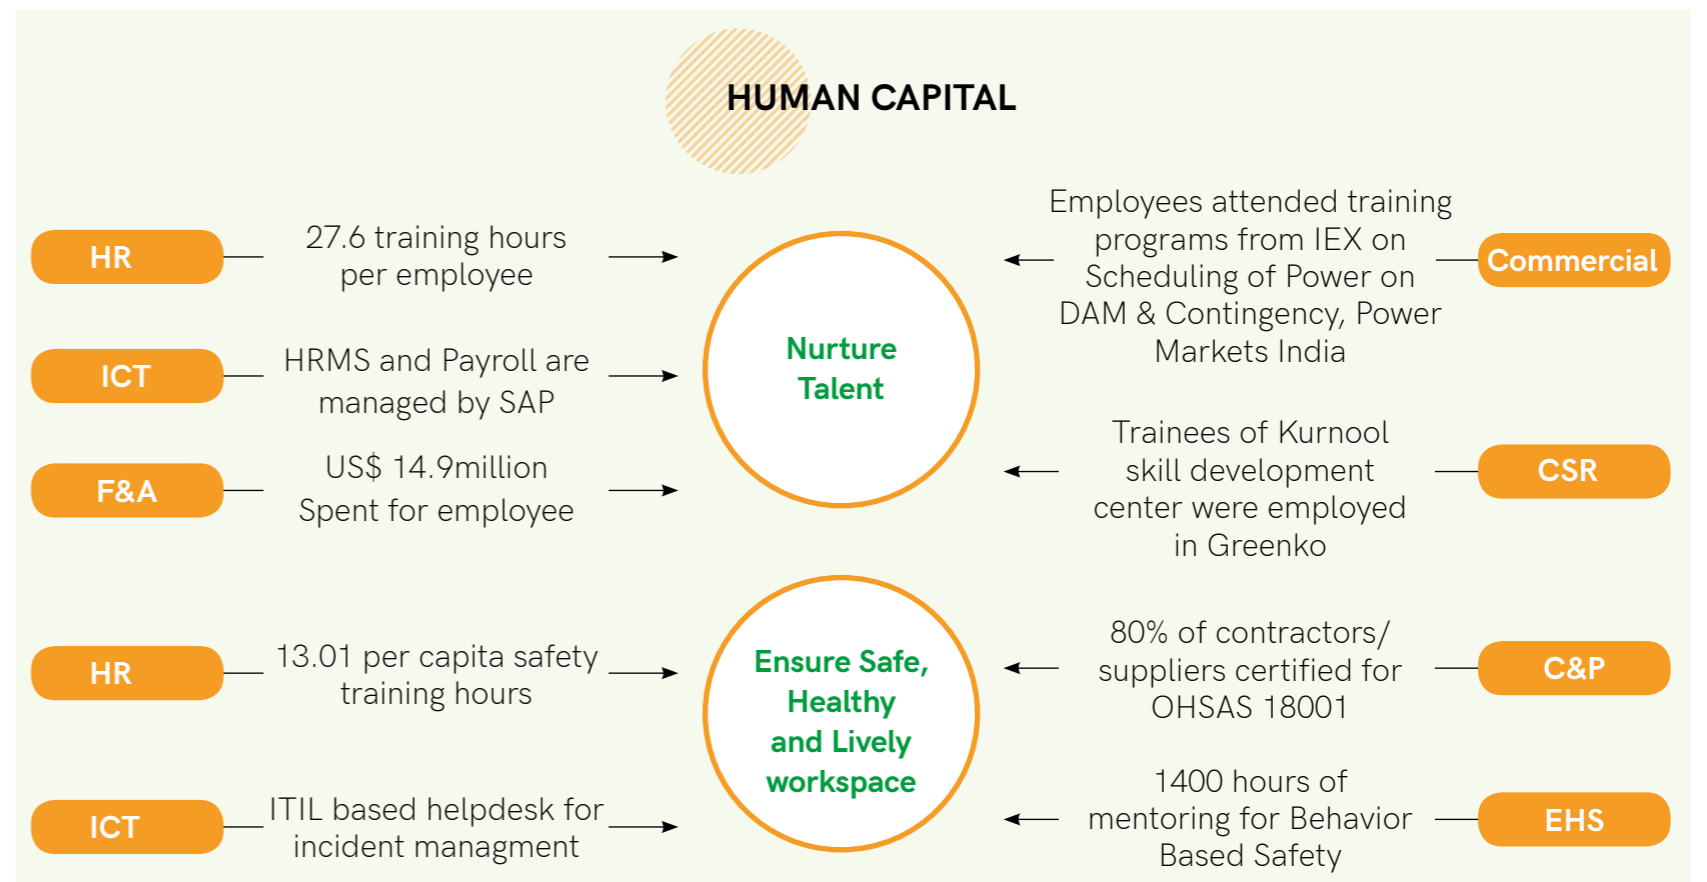 HUMAN CAPITAL
HR
27.6 training hours
per employee
ICT
HRMS and Payroll are
managed by SAP
F&A
US$ 14.9million
Spent for employee
Nurture
Talent
Employees attended training
programs from IEX on
Scheduling of Power on
DAM & Contingency, Power
Markets India
Commercial
Trainees of Kurnool
skill development
center were employed
in Greenko
CSR
HR
13.01 per capita safety
training hours
ICT
ITIL based helpdesk for
incident managment
Ensure Safe,
Healthy
and Lively
workspace
80% of contractors/
suppliers certified for
OHSAS 18001
C&P
1400 hours of
mentoring for Behavior
Based Safety
EHS